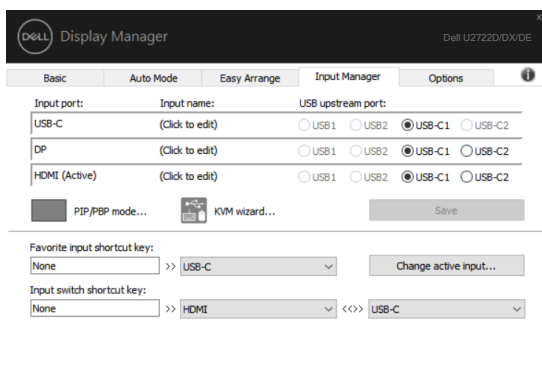 DELL Display Manager Dell U2722D/DX/DE x
Basic Auto Mode Easy Arrange Input Manager Options i
Input port: Input name: USB upstream port:
USB-C (Click to edit) USB1 USB2 USB-C1 USB-C2
DP (Click to edit) USB1 USB2 USB-C1 USB-C2
HDMI (Active) (Click to edit) USB1 USB2 USB-C1 USB-C2
PIP/PBP mode... KVM wizard... Save
Favorite input shortcut key:
None >> USB-C Change active input...
Input switch shortcut key:
None >> HDMI <<>> USB-C